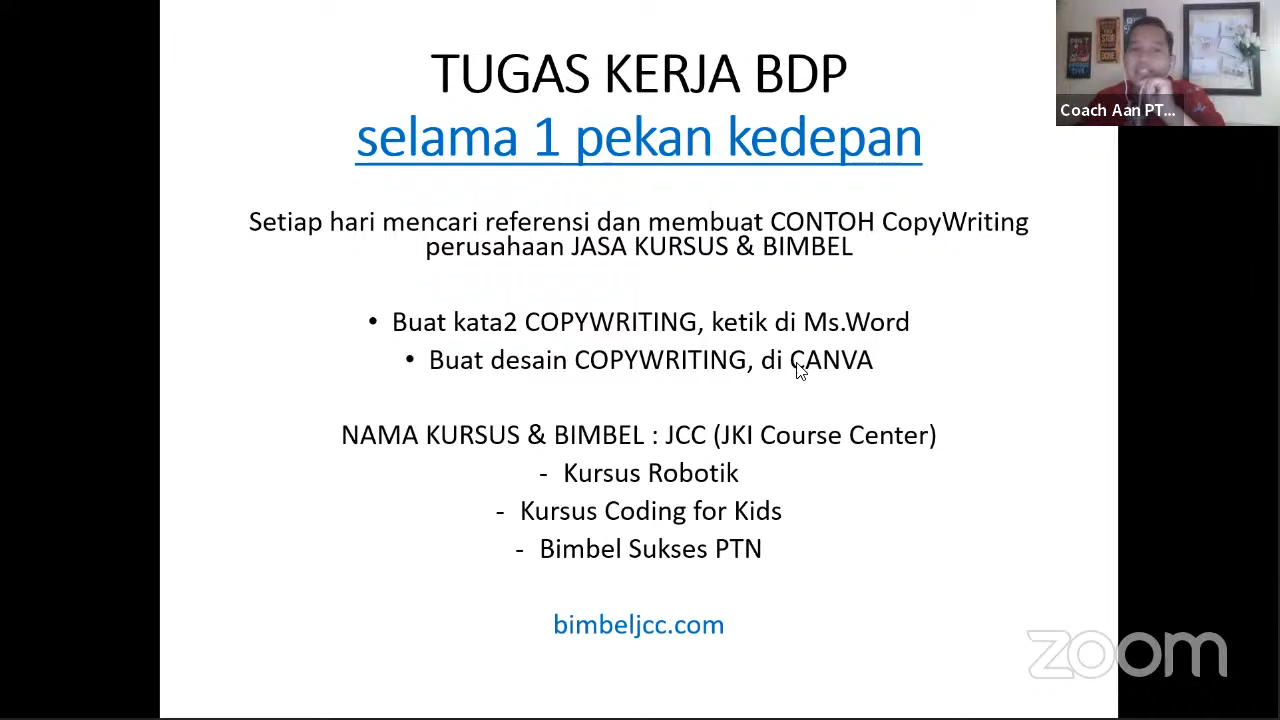 TUGAS KERJA BDP
selama 1 pekan kedepan
Setiap hari mencari referensi dan membuat CONTOH CopyWriting
perusahaan JASA KURSUS & BIMBEL
• Buat kata2 COPYWRITING, ketik di Ms.Word
• Buat desain COPYWRITING, di CANVA
NAMA KURSUS & BIMBEL : JCC (JKI Course Center)
- Kursus Robotik
- Kursus Coding for Kids
- Bimbel Sukses PTN
bimbeljcc.com
Coach Aan PT...
zoom